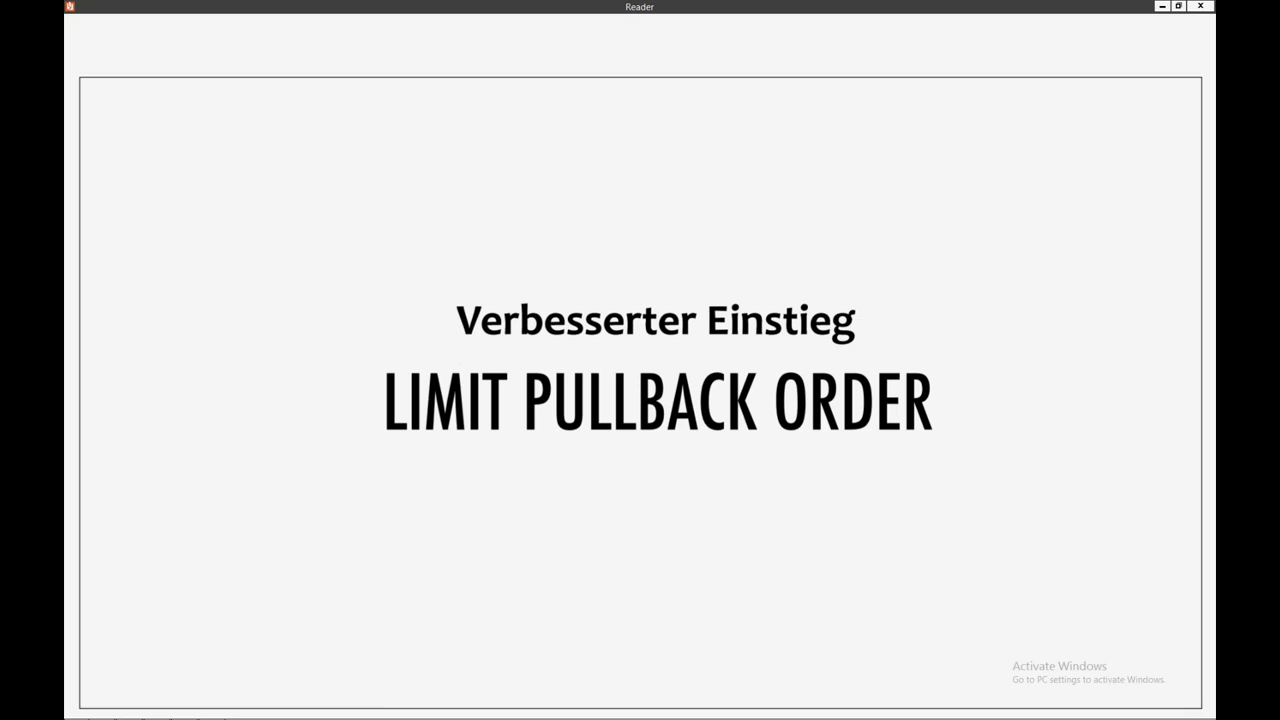 Reader
Verbesserter Einstieg
LIMIT PULLBACK ORDER
Activate Windows
Go to PC settings to activate Windows.